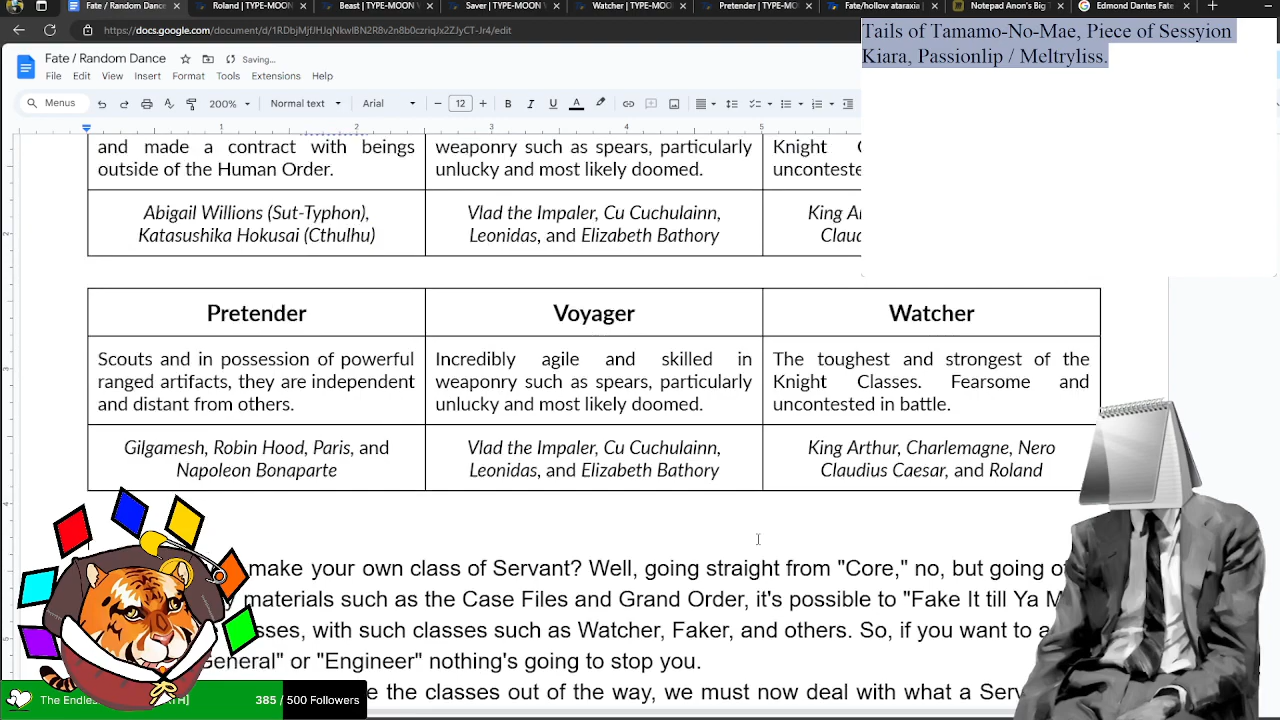 Fate / Random Dance
Roland | TYPE-MOON
Beast | TYPE-MOON
Saver | TYPE-MOON
Watcher | TYPE-MOON
Pretender | TYPE-MOON
Fate/hollow ataraxia
Notepad Anon's Big
Edmond Dantes Fate
https://docs.google.com/document/d/1RDbjMjfJHJqNkwIBN2R8v2n8b0czriqJx2ZJyCT-Jr4/edit
Tails of Tamamo-No-Mae, Piece of Sessyion
Kiara, Passionlip / Meltryliss.
Fate / Random Dance
Saving…
File Edit View Insert Format Tools Extensions Help
Menus 200% Normal text Arial 12 B I U A
1 2 3 4 5
and made a contract with beings
outside of the Human Order.
weaponry such as spears, particularly
unlucky and most likely doomed.
Knight
unconteste
Abigail Willions (Sut-Typhon),
Katasushika Hokusai (Cthulhu)
Vlad the Impaler, Cu Cuchulainn,
Leonidas, and Elizabeth Bathory
King Ar
Claud
Pretender Voyager Watcher
Scouts and in possession of powerful
ranged artifacts, they are independent
and distant from others.
Incredibly agile and skilled in
weaponry such as spears, particularly
unlucky and most likely doomed.
The toughest and strongest of the
Knight Classes. Fearsome and
uncontested in battle.
Gilgamesh, Robin Hood, Paris, and
Napoleon Bonaparte
Vlad the Impaler, Cu Cuchulainn,
Leonidas, and Elizabeth Bathory
King Arthur, Charlemagne, Nero
Claudius Caesar, and Roland
make your own class of Servant? Well, going straight from "Core," no, but going of
materials such as the Case Files and Grand Order, it's possible to "Fake It till Ya M
sses, with such classes such as Watcher, Faker, and others. So, if you want to a
General" or "Engineer" nothing's going to stop you.
e the classes out of the way, we must now deal with what a Serv
The Endles
TH]
385 / 500 Followers